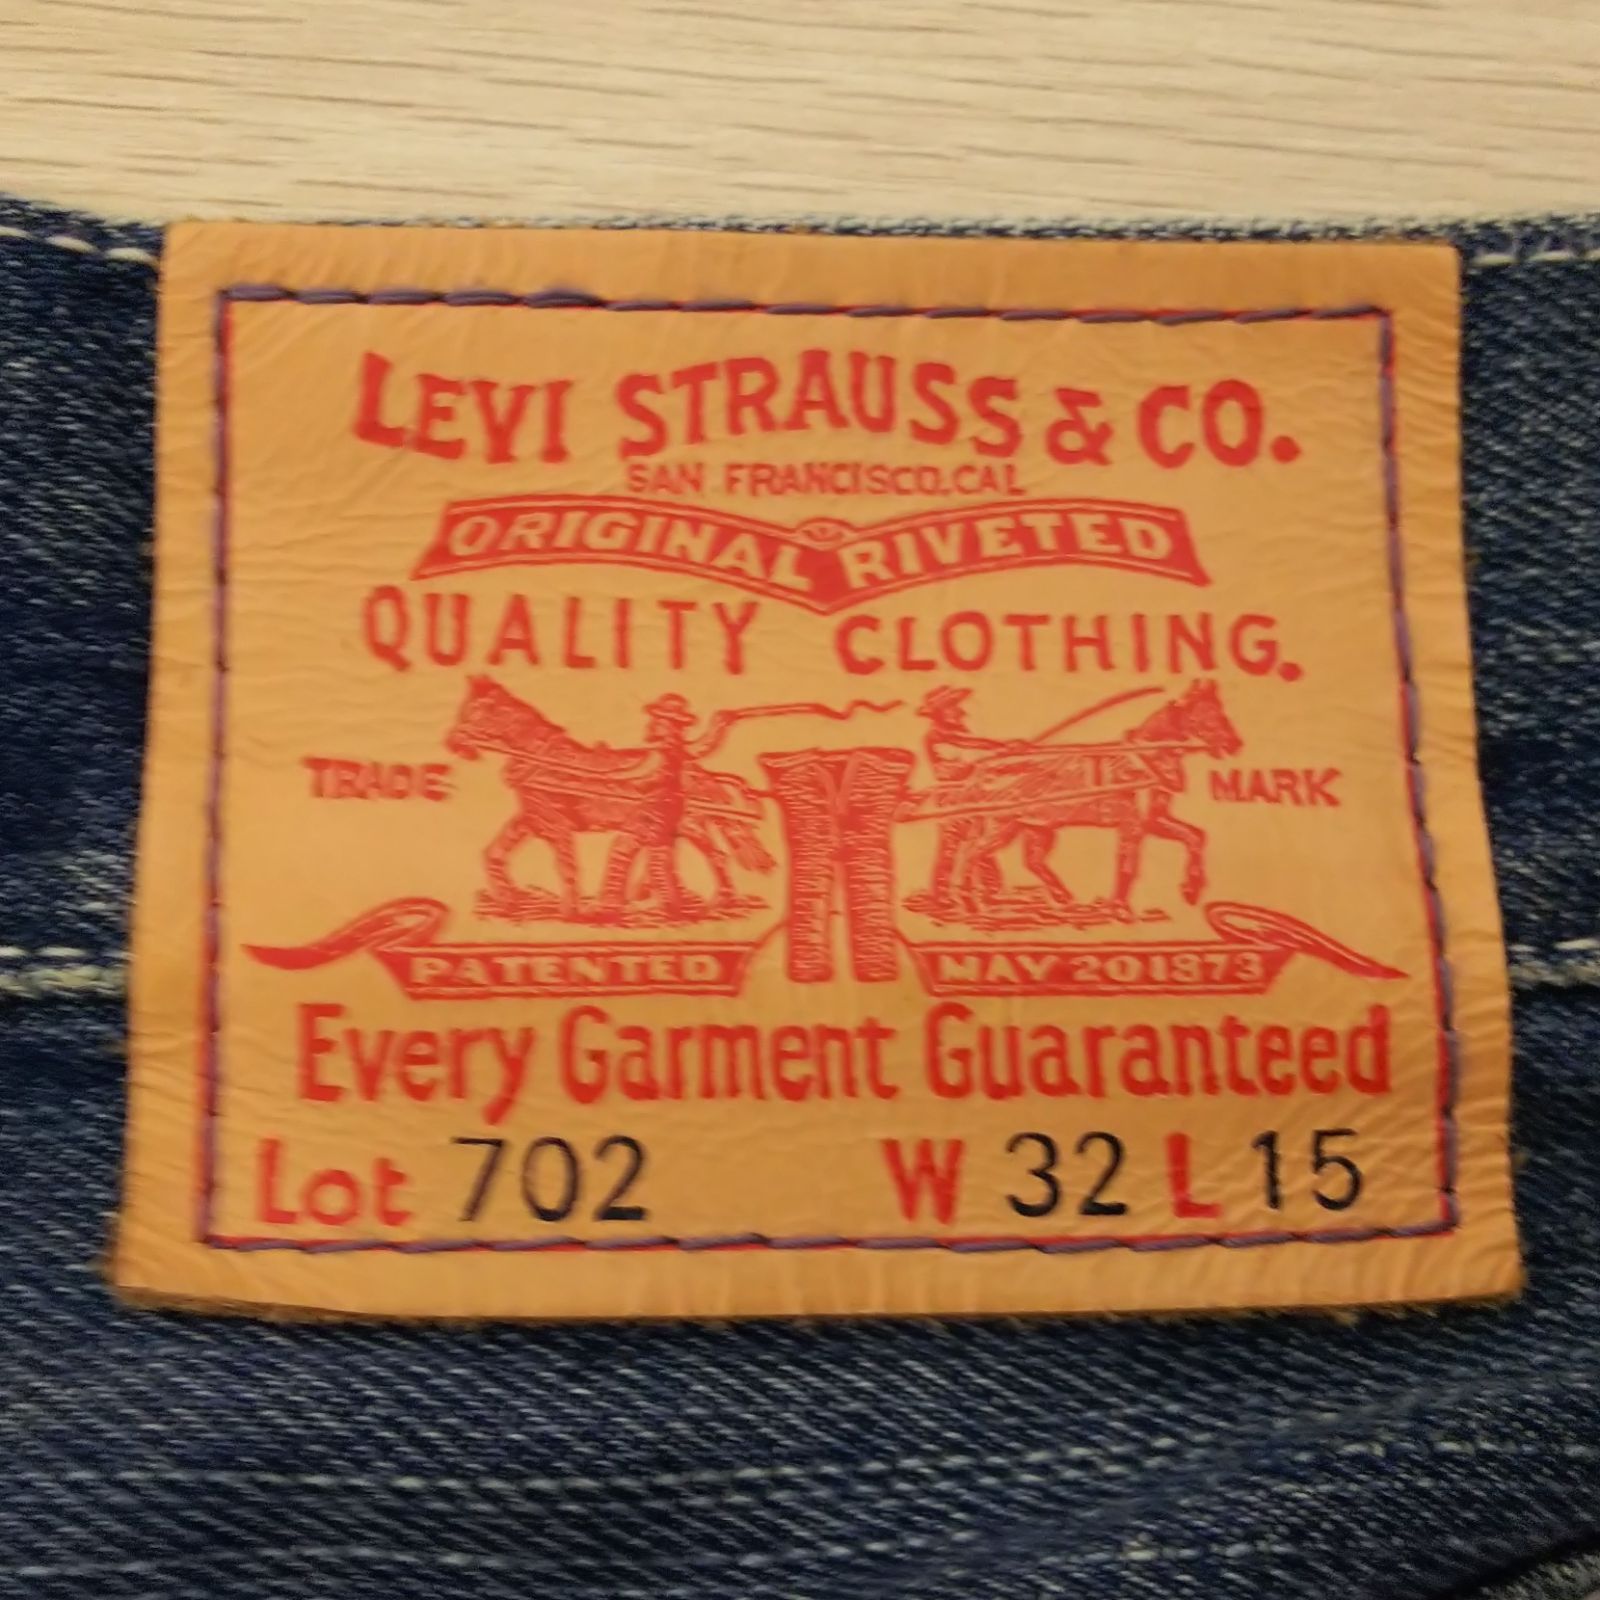 LEVI STRAUSS & CO.
SAN FRANCISCO.CAL
ORIGINAL RIVETED
QUALITY CLOTHING.
TRADE MARK
PATENTED MAY 20 1873
Every Garment Guaranteed
Lot 702 W 32 L 15